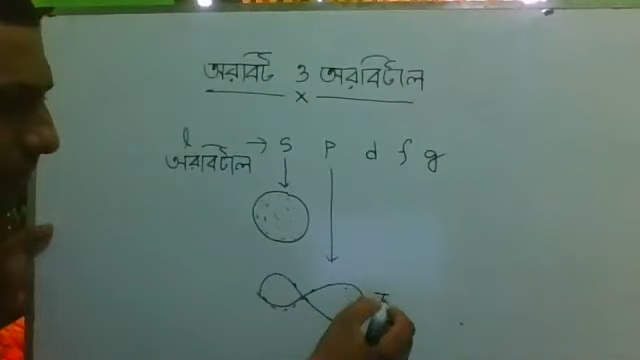 অরবিট ও অরবিটাল
x
l
অরবিটাল → s p d f g